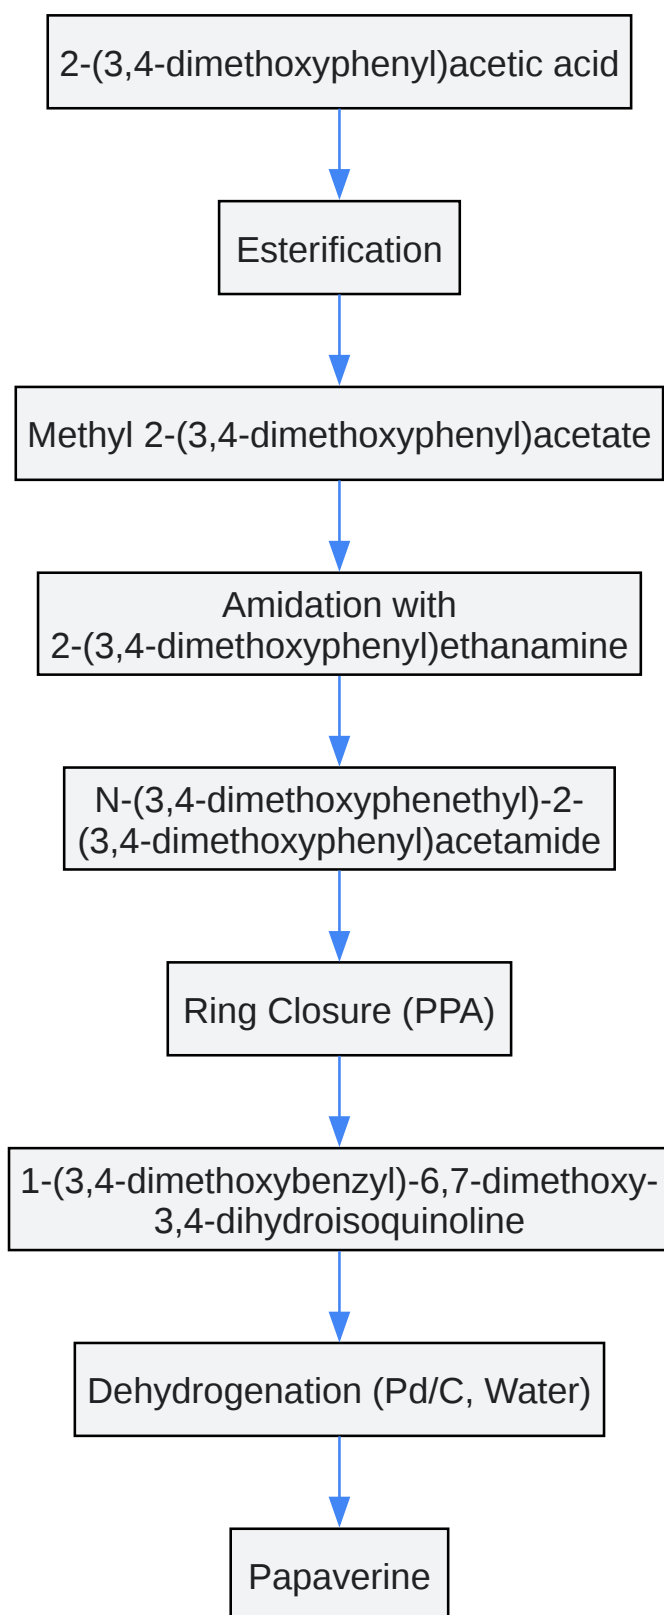 2-(3,4-dimethoxyphenyl)acetic acid
Esterification
Methyl 2-(3,4-dimethoxyphenyl)acetate
Amidation with
2-(3,4-dimethoxyphenyl)ethanamine
N-(3,4-dimethoxyphenethyl)-2-
(3,4-dimethoxyphenyl)acetamide
Ring Closure (PPA)
1-(3,4-dimethoxybenzyl)-6,7-dimethoxy-
3,4-dihydroisoquinoline
Dehydrogenation (Pd/C, Water)
Papaverine